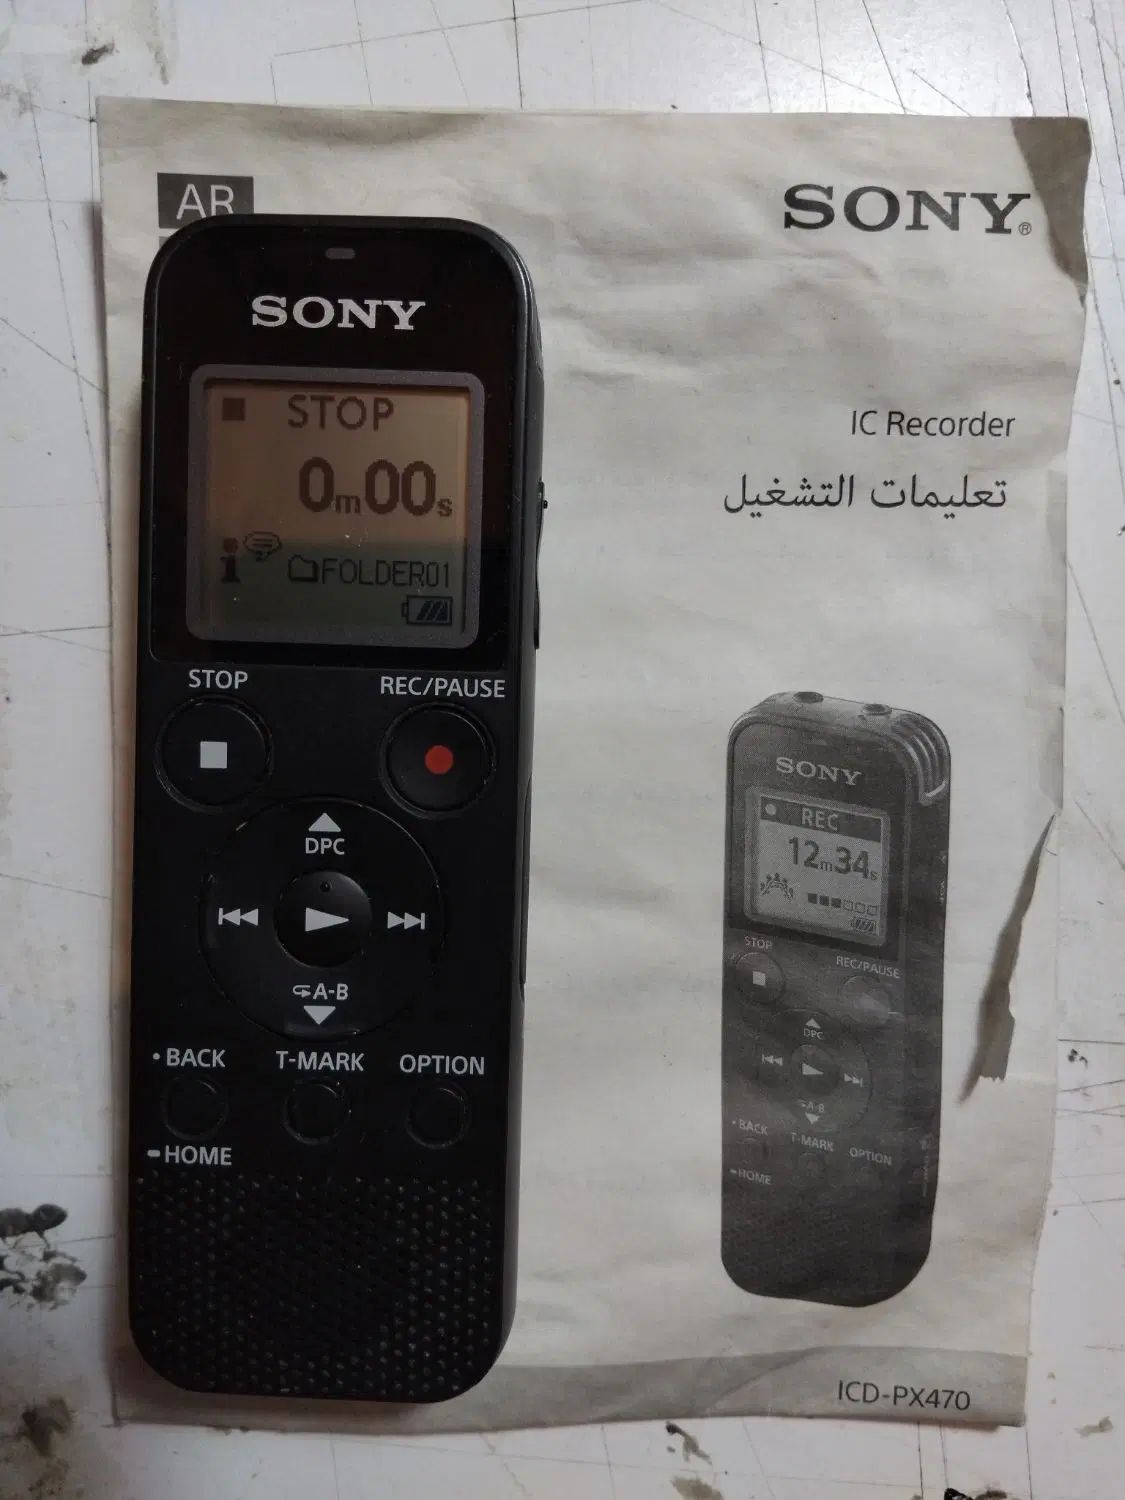 AR
SONY®
SONY
STOP
0m00s
i
FOLDER01
STOP
REC/PAUSE
DPC
A-B
• BACK
T-MARK
OPTION
HOME
IC Recorder
تعليمات التشغيل
SONY
REC
12m34s
STOP
REC/PAUSE
DPC
A-B
• BACK
T-MARK
OPTION
HOME
ICD-PX470